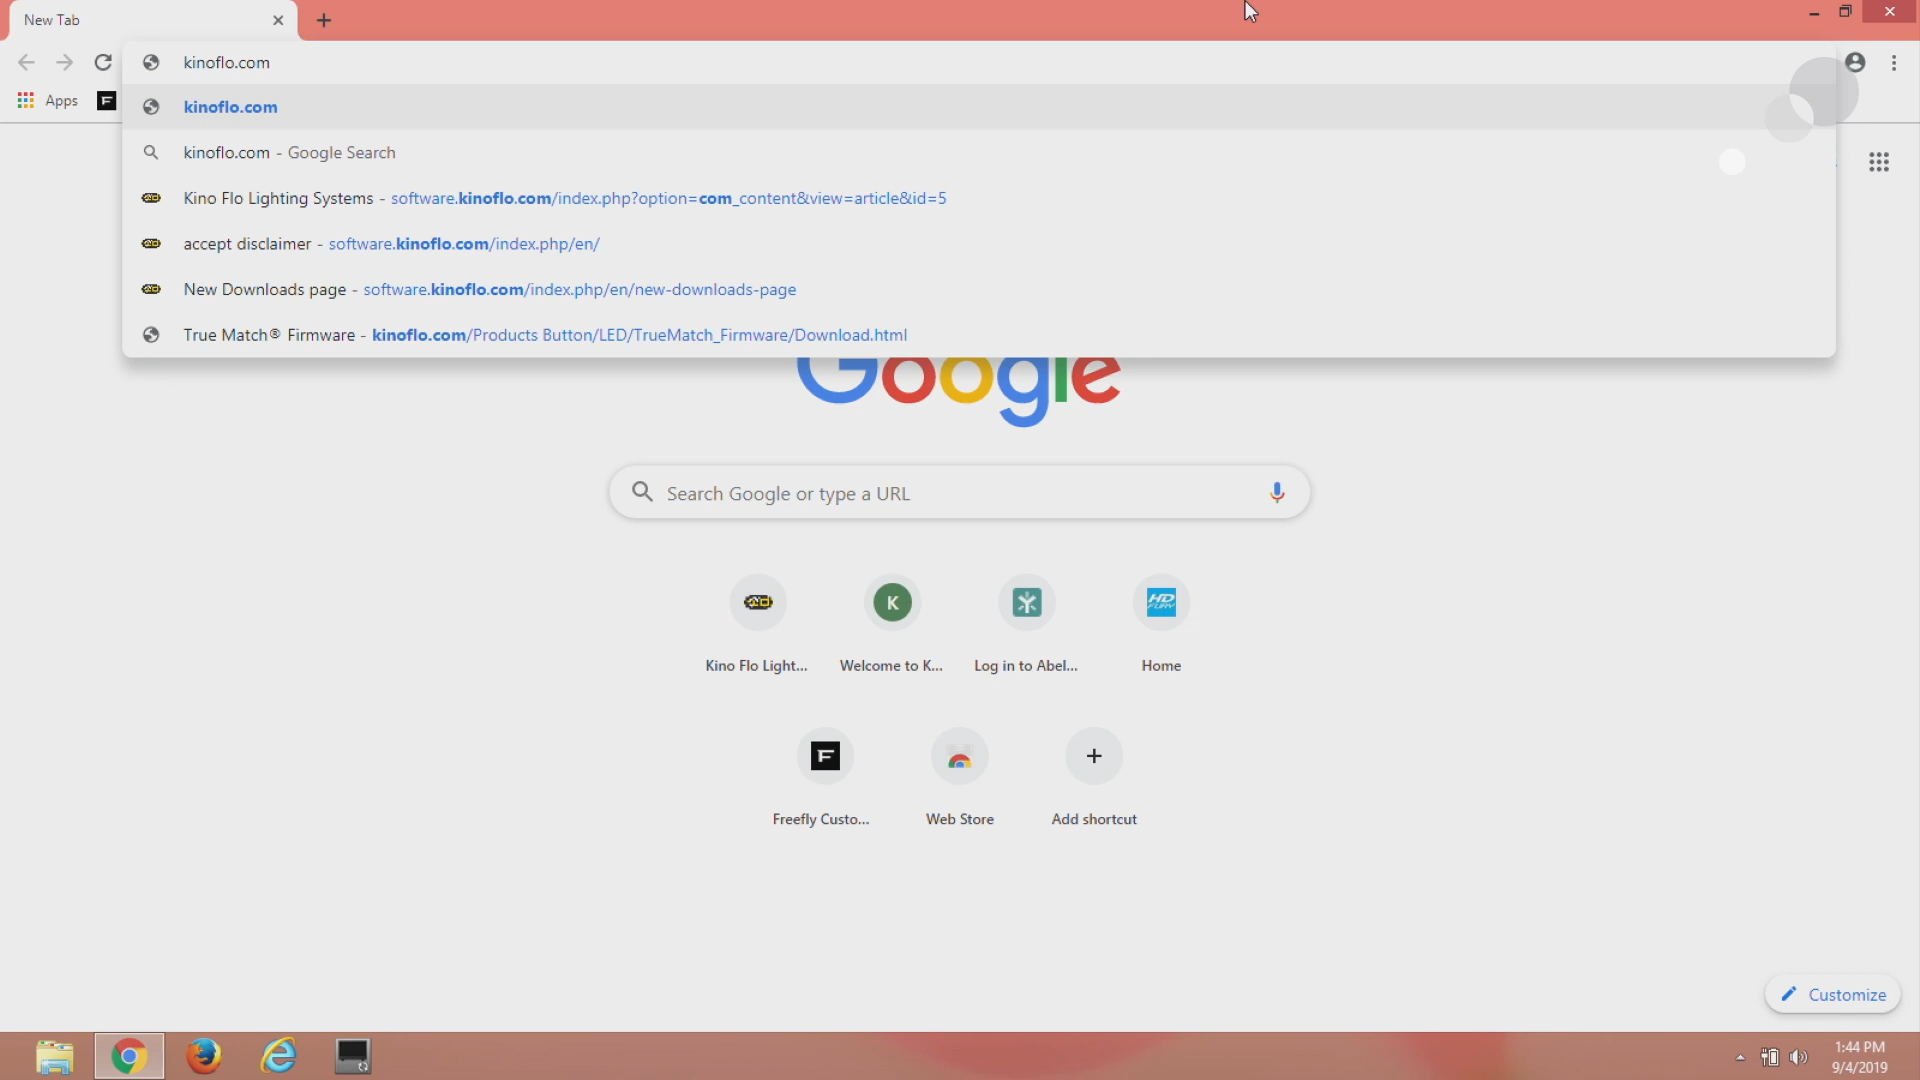 New Tab
kinoflo.com
Apps
kinoflo.com
kinoflo.com - Google Search
Kino Flo Lighting Systems - software.kinoflo.com/index.php?option=com_content&view=article&id=5
accept disclaimer - software.kinoflo.com/index.php/en/
New Downloads page - software.kinoflo.com/index.php/en/new-downloads-page
True Match® Firmware - kinoflo.com/Products Button/LED/TrueMatch_Firmware/Download.html
Google
Search Google or type a URL
K
HD FURY
Kino Flo Light...
Welcome to K...
Log in to Abel...
Home
Freefly Custo...
Web Store
Add shortcut
Customize
1:44 PM
9/4/2019